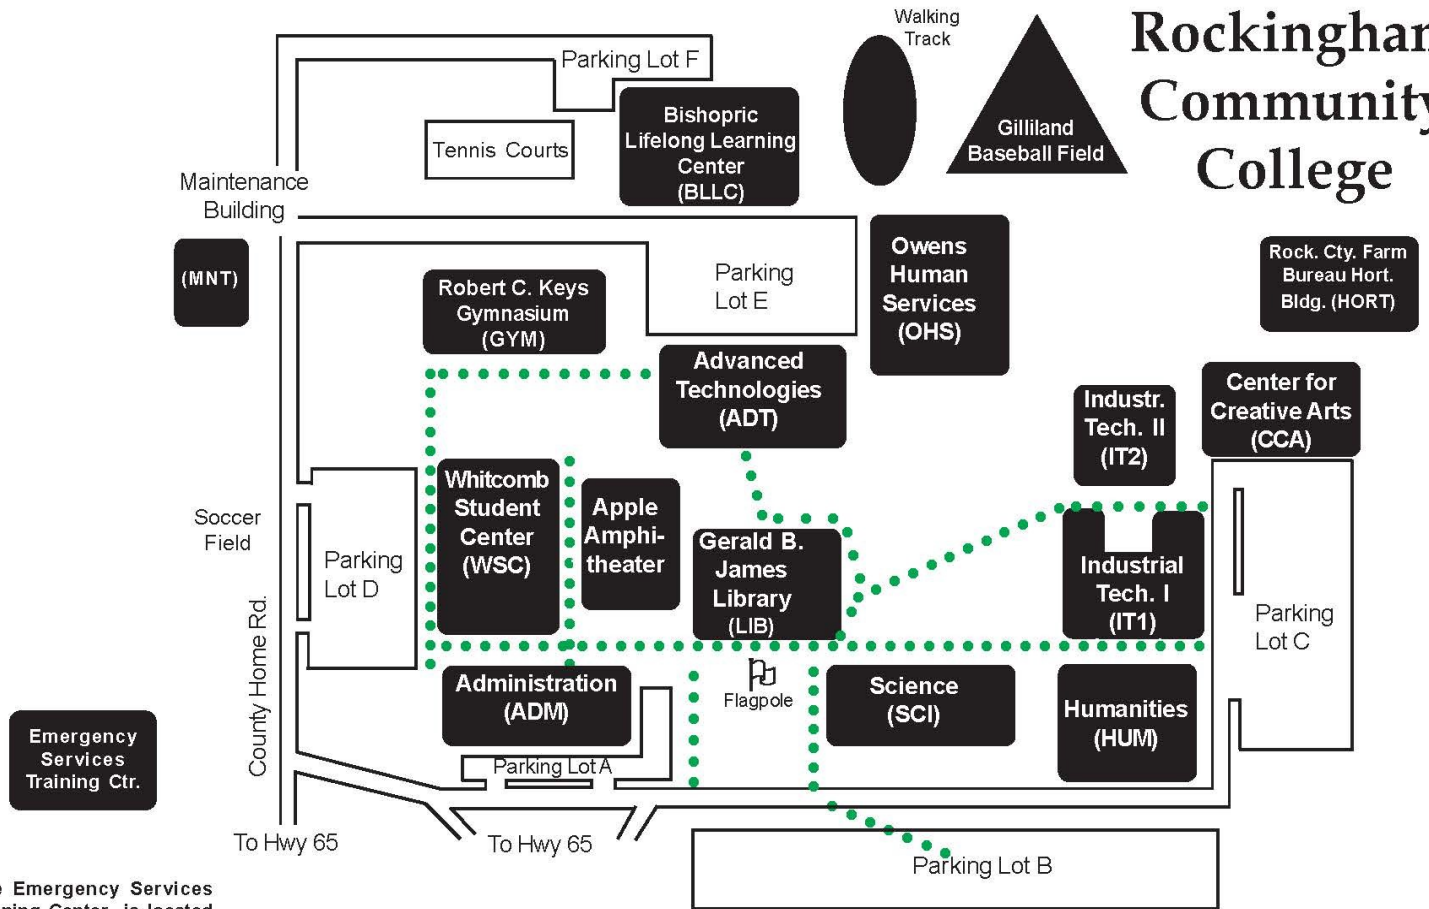 Walking
Track
Rockingham
Community
College
Parking Lot F
Bishopric
Lifelong Learning
Center
(BLLC)
Gilliland
Baseball Field
Tennis Courts
Maintenance
Building
(MNT)
Robert C. Keys
Gymnasium
(GYM)
Parking
Lot E
Owens
Human
Services
(OHS)
Rock. Cty. Farm
Bureau Hort.
Bldg. (HORT)
Advanced
Technologies
(ADT)
Industr.
Tech. II
(IT2)
Center for
Creative Arts
(CCA)
Soccer
Field
Parking
Lot D
Whitcomb
Student
Center
(WSC)
Apple
Amphi-
theater
Gerald B.
James
Library
(LIB)
Industrial
Tech. I
(IT1)
Parking
Lot C
County Home Rd.
Administration
(ADM)
Flagpole
Science
(SCI)
Humanities
(HUM)
Emergency
Services
Training Ctr.
Parking Lot A
To Hwy 65
To Hwy 65
Parking Lot B
Emergency Services
Center, is located